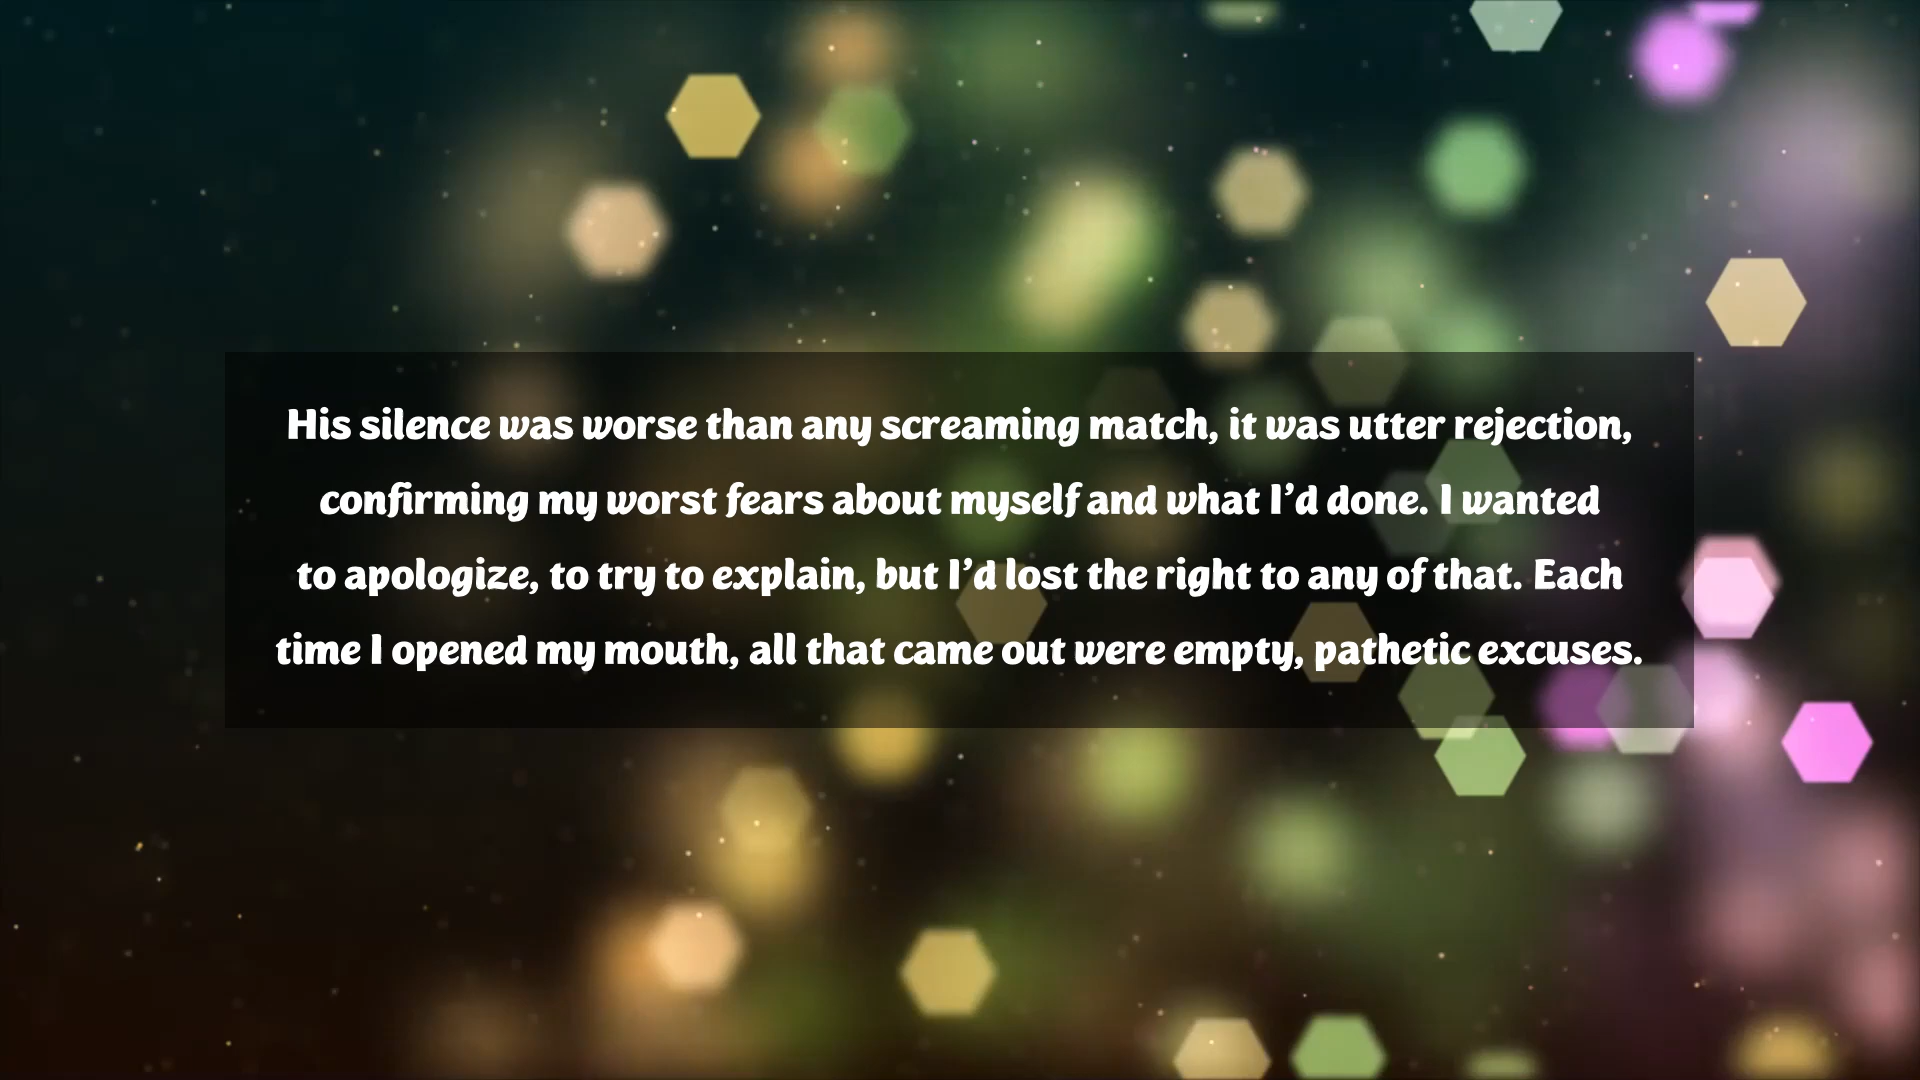 His silence was worse than any screaming match, it was utter rejection,
confirming my worst fears about myself and what I’d done. I wanted
to apologize, to try to explain, but I’d lost the right to any of that. Each
time I opened my mouth, all that came out were empty, pathetic excuses.